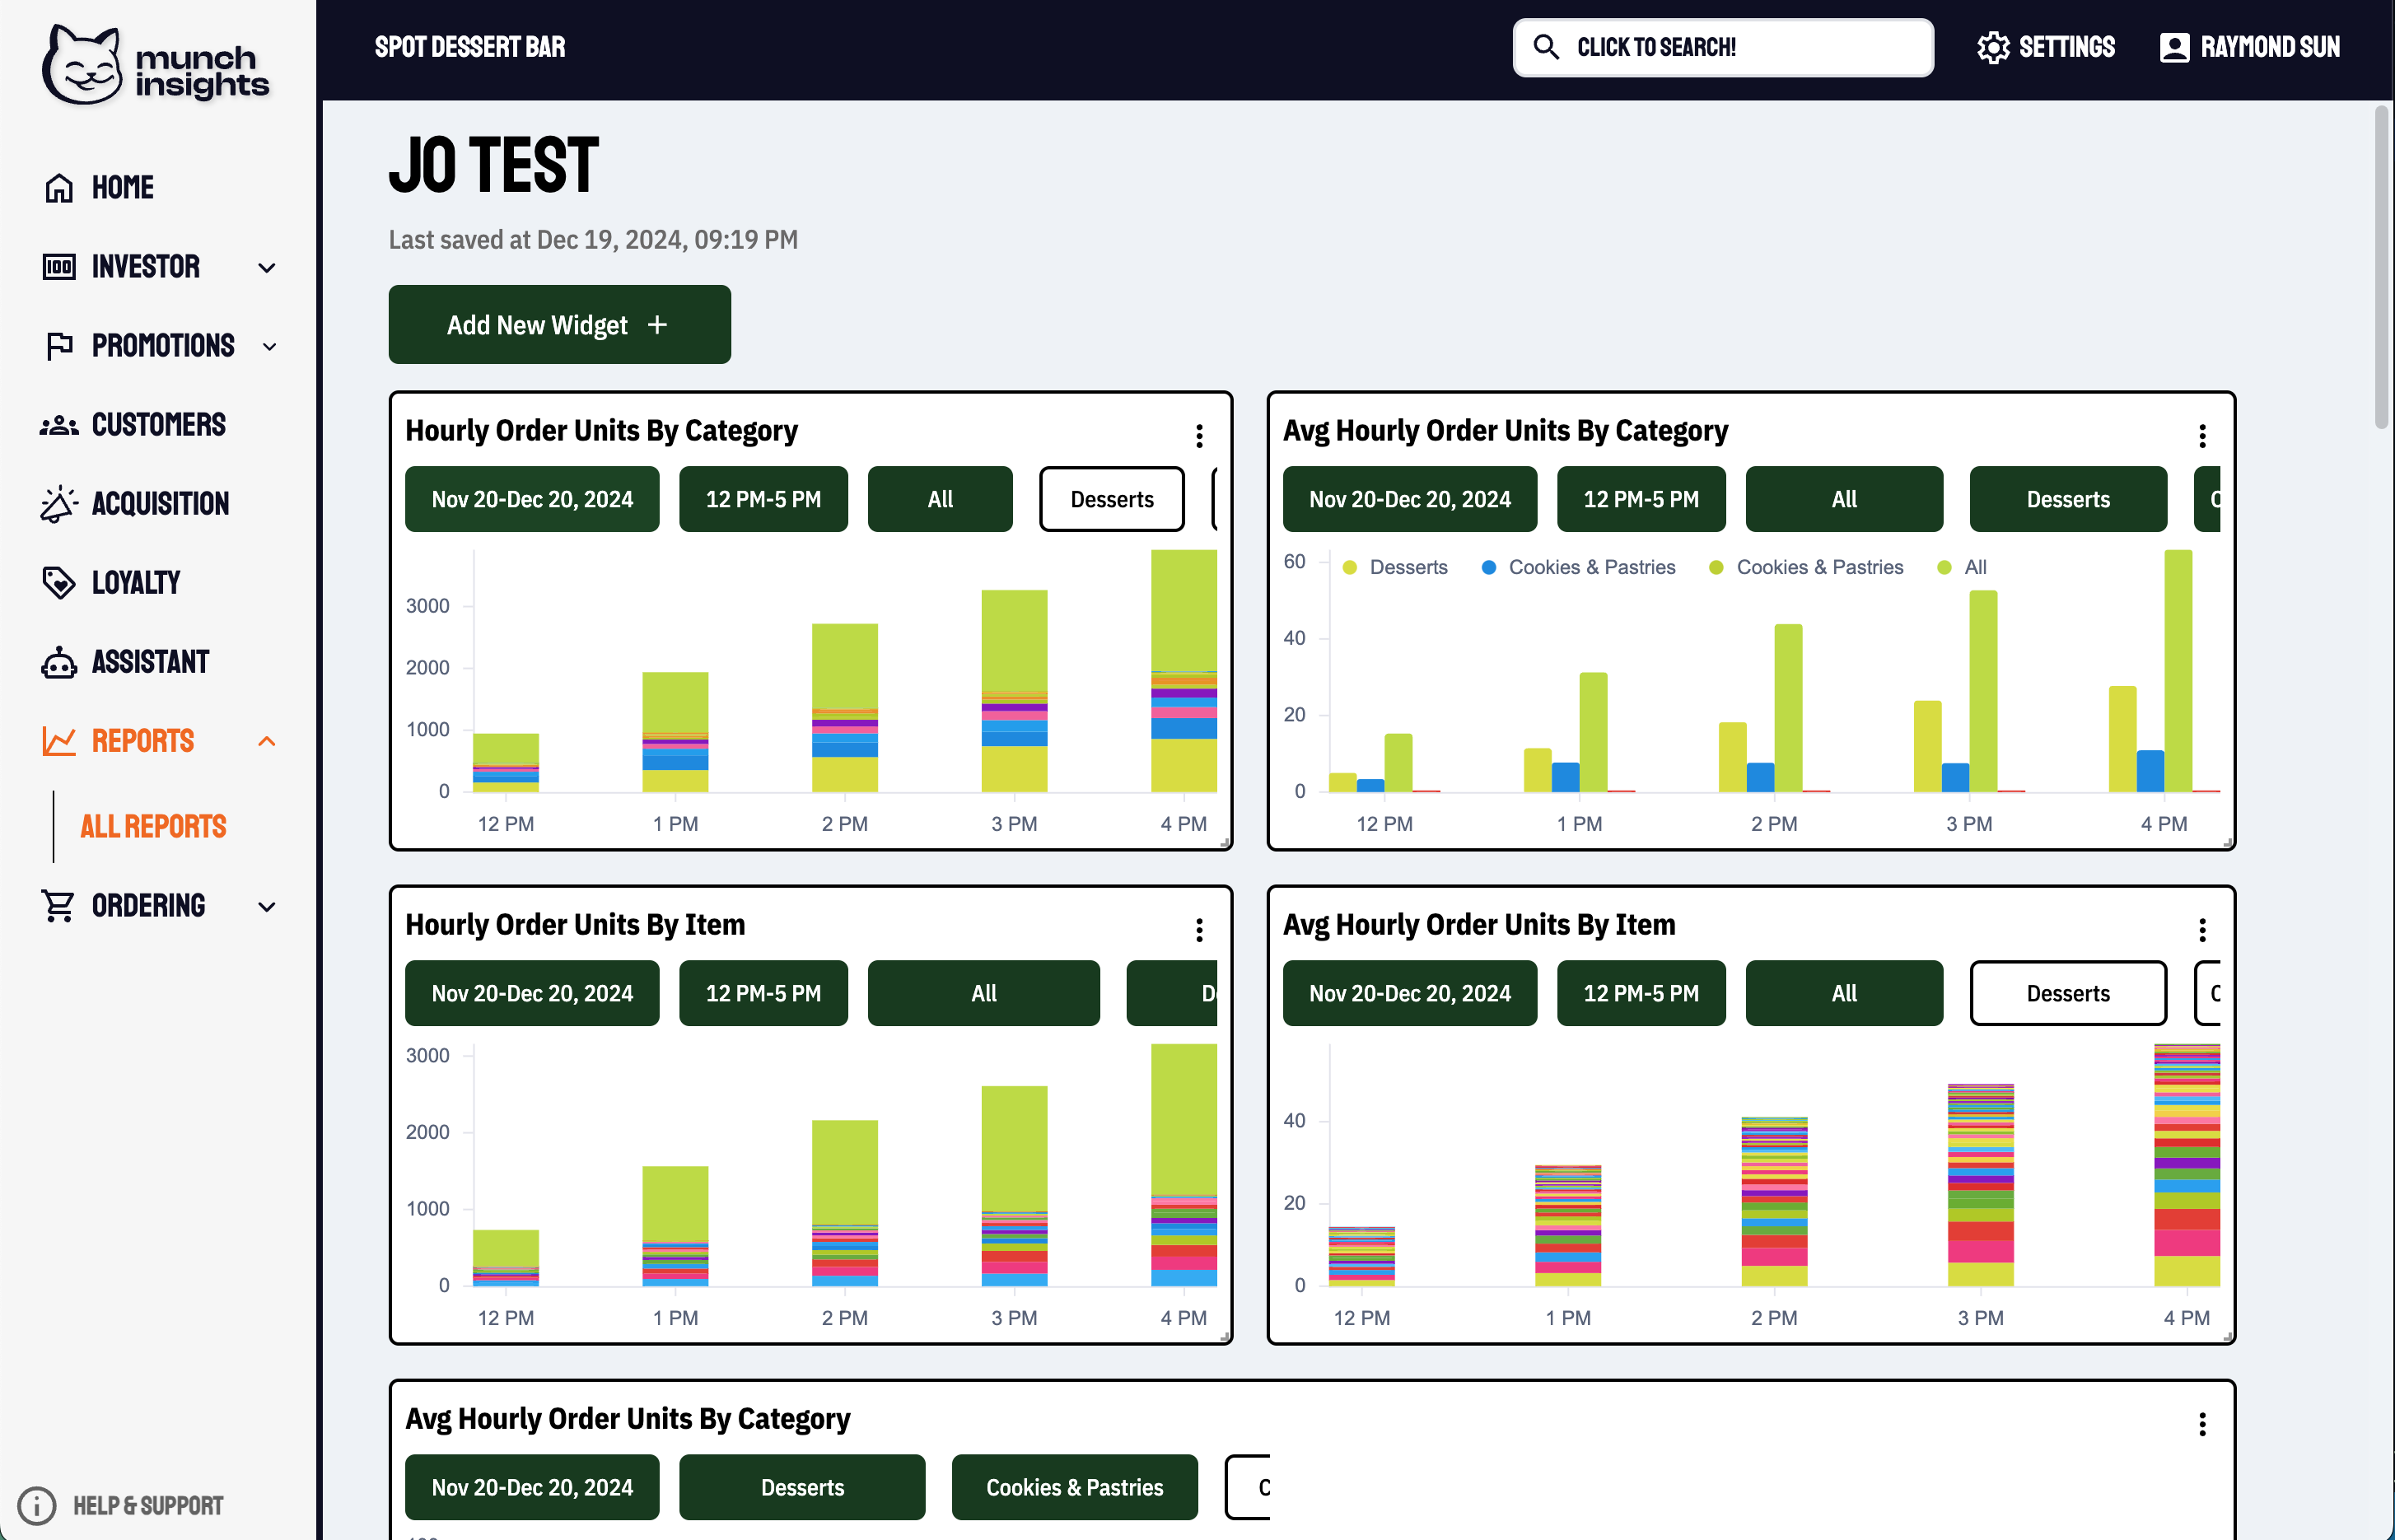 munch
insights
SPOT DESSERT BAR
CLICK TO SEARCH!
SETTINGS
RAYMOND SUN
HOME
INVESTOR
PROMOTIONS
CUSTOMERS
ACQUISITION
LOYALTY
ASSISTANT
REPORTS
ALL REPORTS
ORDERING
HELP & SUPPORT
JO TEST
Last saved at Dec 19, 2024, 09:19 PM
Add New Widget +
Hourly Order Units By Category
Nov 20-Dec 20, 2024 12 PM-5 PM All Desserts
3000
2000
1000
0
12 PM 1 PM 2 PM 3 PM 4 PM
Avg Hourly Order Units By Category
Nov 20-Dec 20, 2024 12 PM-5 PM All Desserts
Desserts Cookies & Pastries Cookies & Pastries All
60
40
20
0
12 PM 1 PM 2 PM 3 PM 4 PM
Hourly Order Units By Item
Nov 20-Dec 20, 2024 12 PM-5 PM All
3000
2000
1000
0
12 PM 1 PM 2 PM 3 PM 4 PM
Avg Hourly Order Units By Item
Nov 20-Dec 20, 2024 12 PM-5 PM All Desserts
40
20
0
12 PM 1 PM 2 PM 3 PM 4 PM
Avg Hourly Order Units By Category
Nov 20-Dec 20, 2024 Desserts Cookies & Pastries